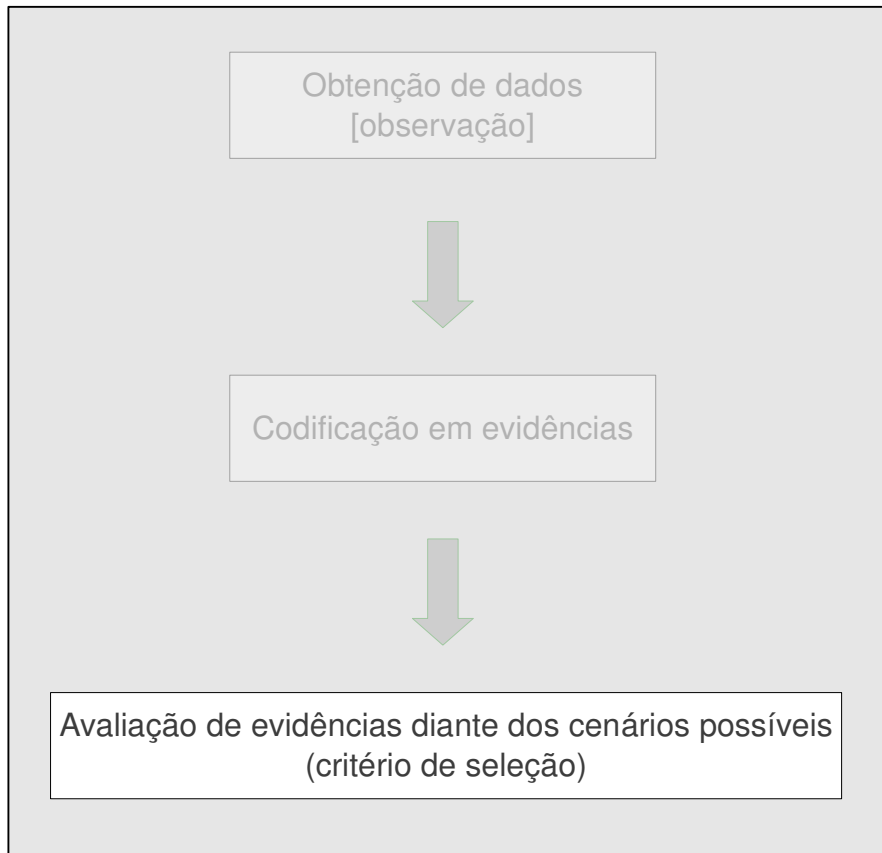 Obtenção de dados
[observação]
Codificação em evidências
Avaliação de evidências diante dos cenários possíveis
(critério de seleção)